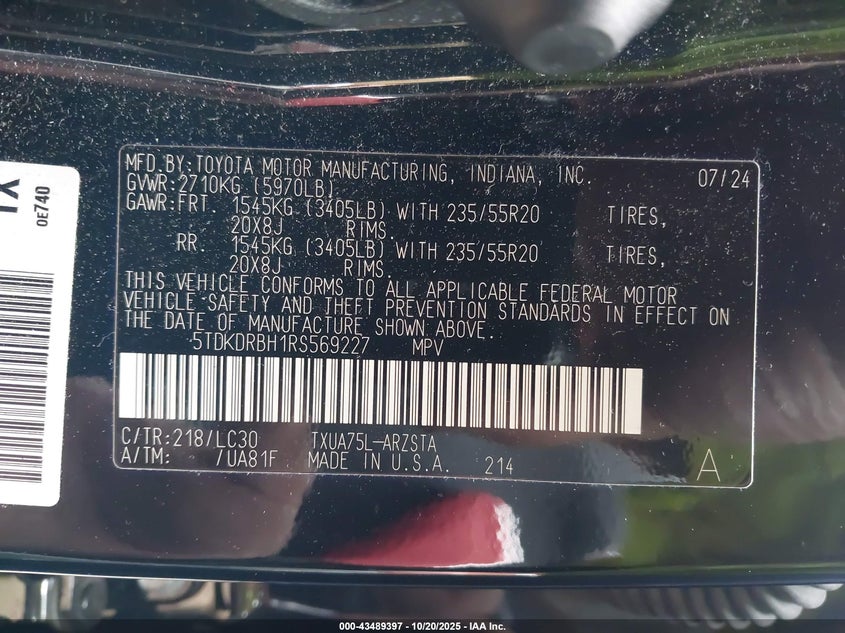 MFD.BY:TOYOTA MOTOR MANUFACTURING, INDIANA, INC. 07/24
GVWR:2710KG (5970LB)
GAWR:FRT. 1545KG (3405LB) WITH 235/55R20 TIRES,
20X8J RIMS.
RR. 1545KG (3405LB) WITH 235/55R20 TIRES,
20X8J RIMS.
THIS VEHICLE CONFORMS TO ALL APPLICABLE FEDERAL MOTOR
VEHICLE SAFETY AND THEFT PREVENTION STANDARDS IN EFFECT ON
THE DATE OF MANUFACTURE SHOWN ABOVE.
5TDKDRBH1RS569227 MPV
C/TR:218/LC30 TXUA75L-ARZSTA
A/TM: /UA81F MADE IN U.S.A. 214 A
0E740
000-43489397 - 10/20/2025 - IAA Inc.